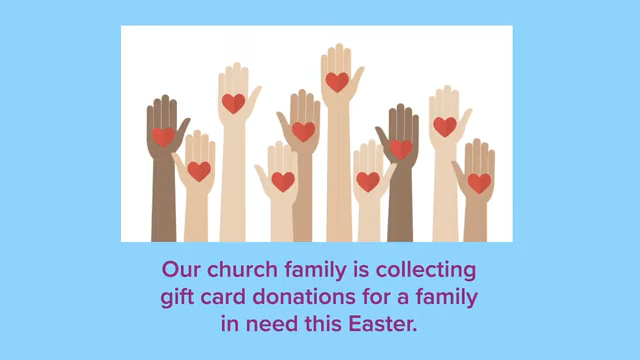 Our church family is collecting
gift card donations for a family
in need this Easter.